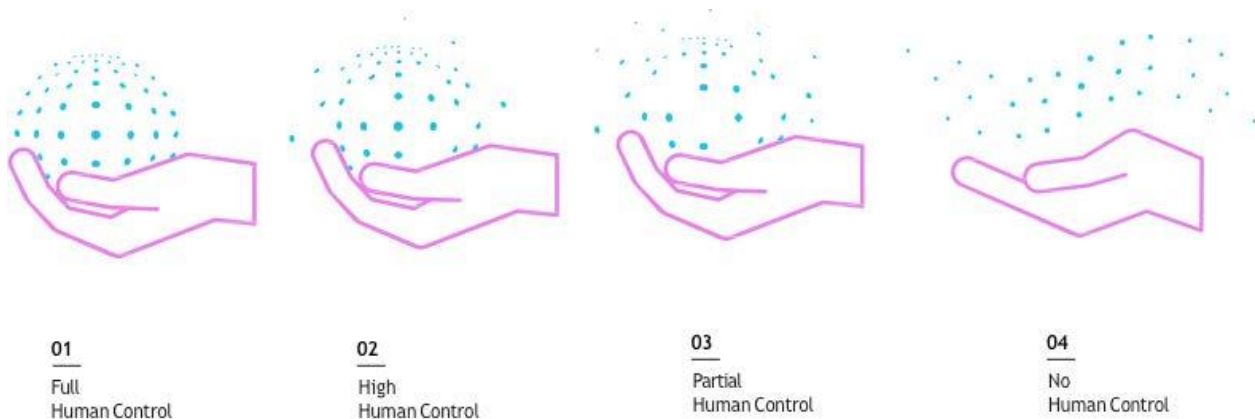 01
Full
Human Control
02
High
Human Control
03
Partial
Human Control
04
No
Human Control